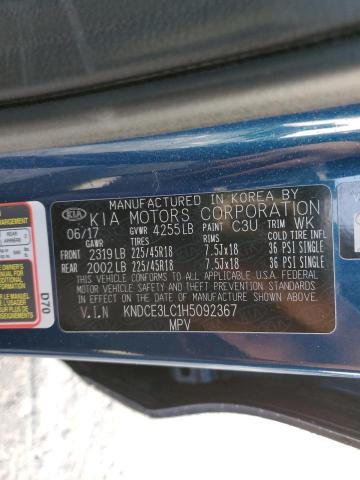 MANUFACTURED IN KOREA BY
KIA KIA MOTORS CORPORATION
06/17 GVWR 4255LB PAINT C3U TRIM WK
GAWR TIRES RIMS COLD TIRE INFL
FRONT 2319LB 225/45R18 7.5Jx18 36 PSI SINGLE
REAR 2002LB 225/45R18 7.5Jx18 36 PSI SINGLE
THIS VEHICLE CONFORMS TO ALL APPLICABLE U.S.A. FEDERAL
MOTOR VEHICLE SAFETY, BUMPER AND THEFT PREVENTION
STANDARDS IN EFFECT ON THE DATE OF MANUFACTURE
SHOWN ABOVE.
V.I.N KNDCE3LC1H5092367
MPV
REAR
D70